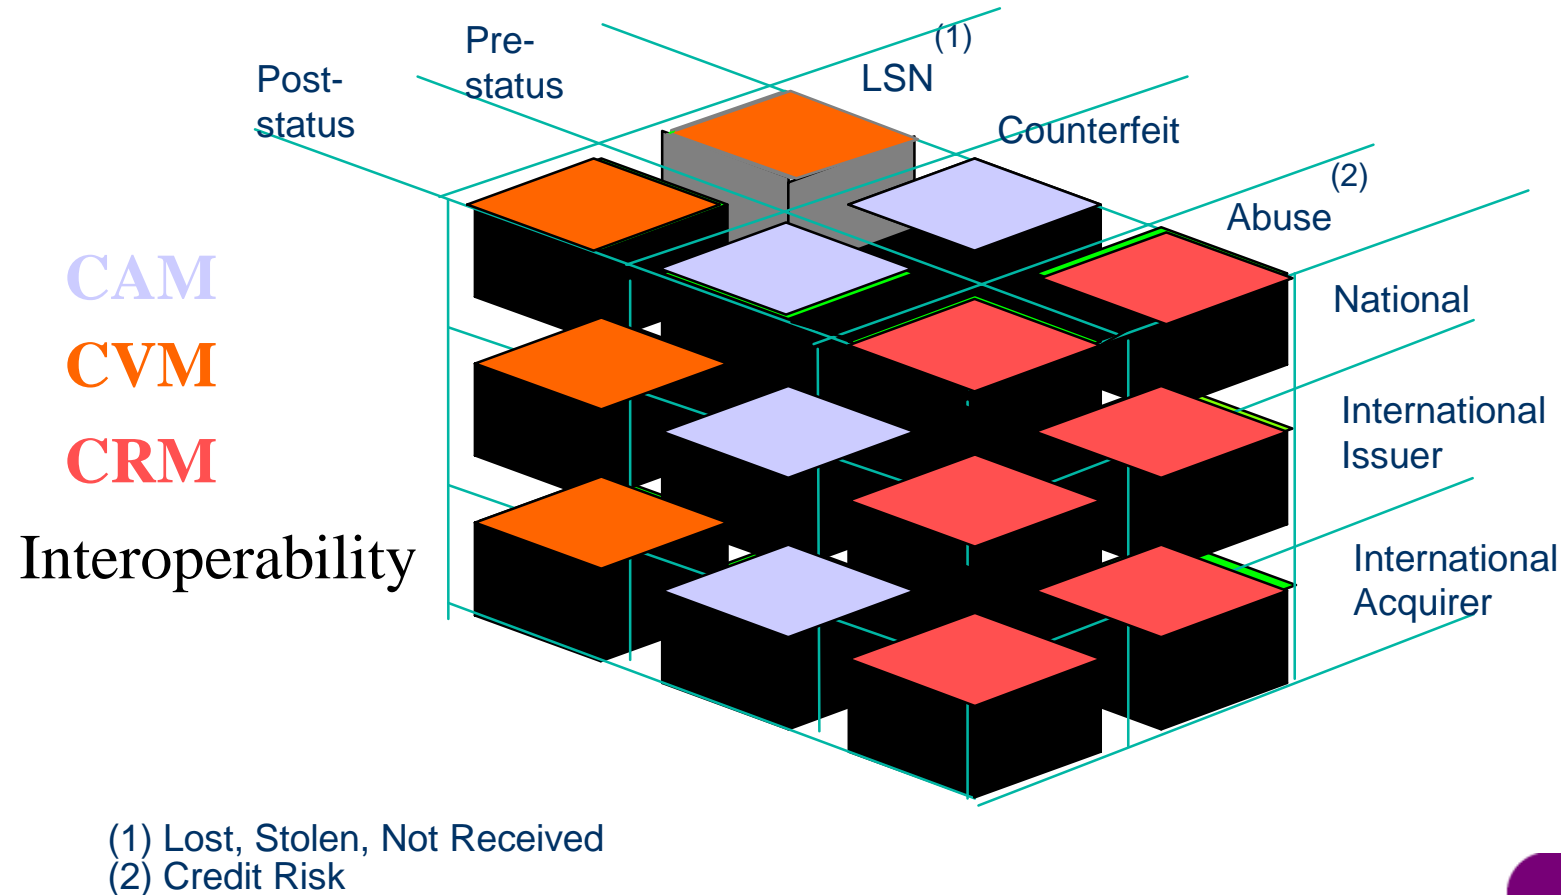 Post-
status
Pre-
status
(1)
LSN
Counterfeit
(2)
Abuse
National
International
Issuer
International
Acquirer
CAM
CVM
CRM
Interoperability
(1) Lost, Stolen, Not Received
(2) Credit Risk